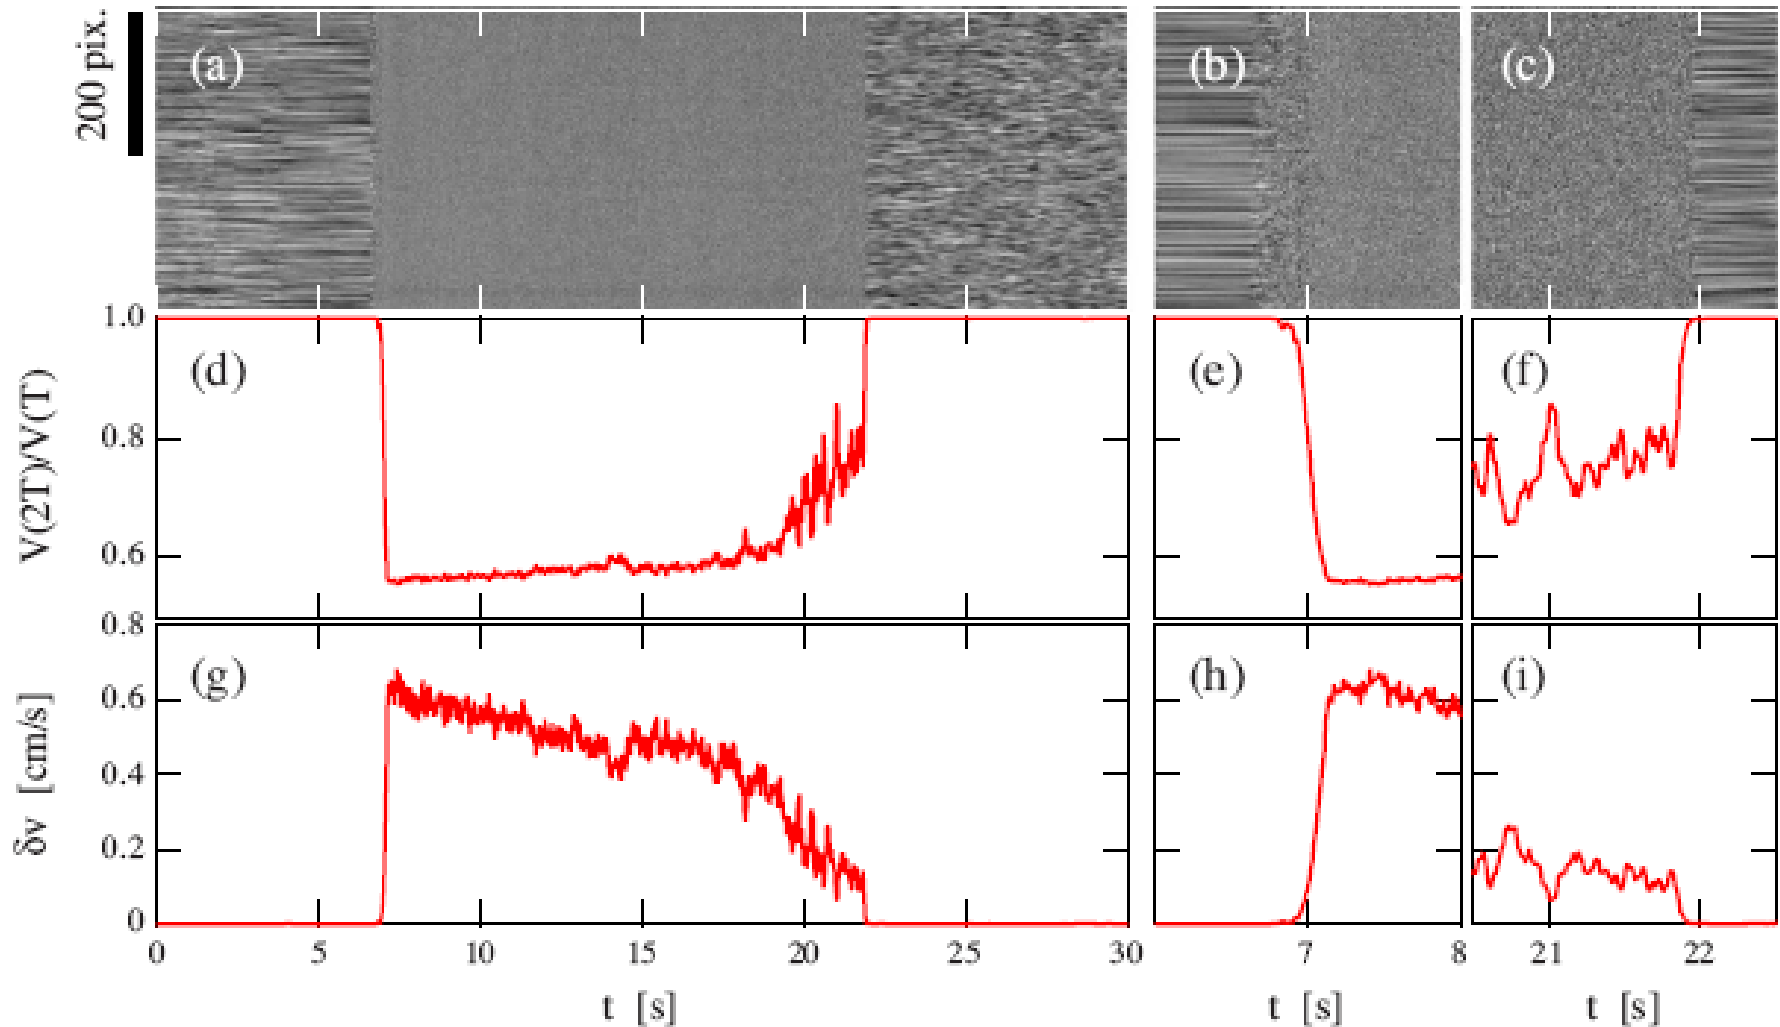 200 pix.
(a)
(b)
(c)
V(2T)/V(T)
1.0
0.8
0.6
(d)
(e)
(f)
δv [cm/s]
0.8
0.6
0.4
0.2
0
(g)
(h)
(i)
0 5 10 15 20 25 30
7 8
21 22
t [s]
t [s]
t [s]